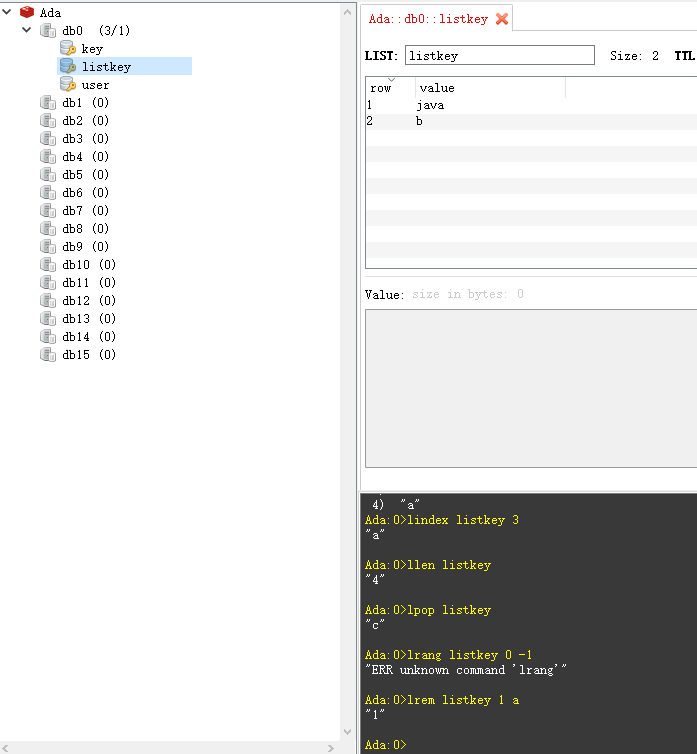 Ada
db0 (3/1)
key
listkey
user
db1 (0)
db2 (0)
db3 (0)
db4 (0)
db5 (0)
db6 (0)
db7 (0)
db8 (0)
db9 (0)
db10 (0)
db11 (0)
db12 (0)
db13 (0)
db14 (0)
db15 (0)
Ada::db0::listkey
LIST: listkey Size: 2 TTL
row value
1 java
2 b
Value: size in bytes: 0
4) "a"
Ada:0>lindex listkey 3
"a"
Ada:0>llen listkey
"4"
Ada:0>lpop listkey
"c"
Ada:0>lrang listkey 0 -1
"ERR unknown command 'lrang'"
Ada:0>lrem listkey 1 a
"1"
Ada:0>